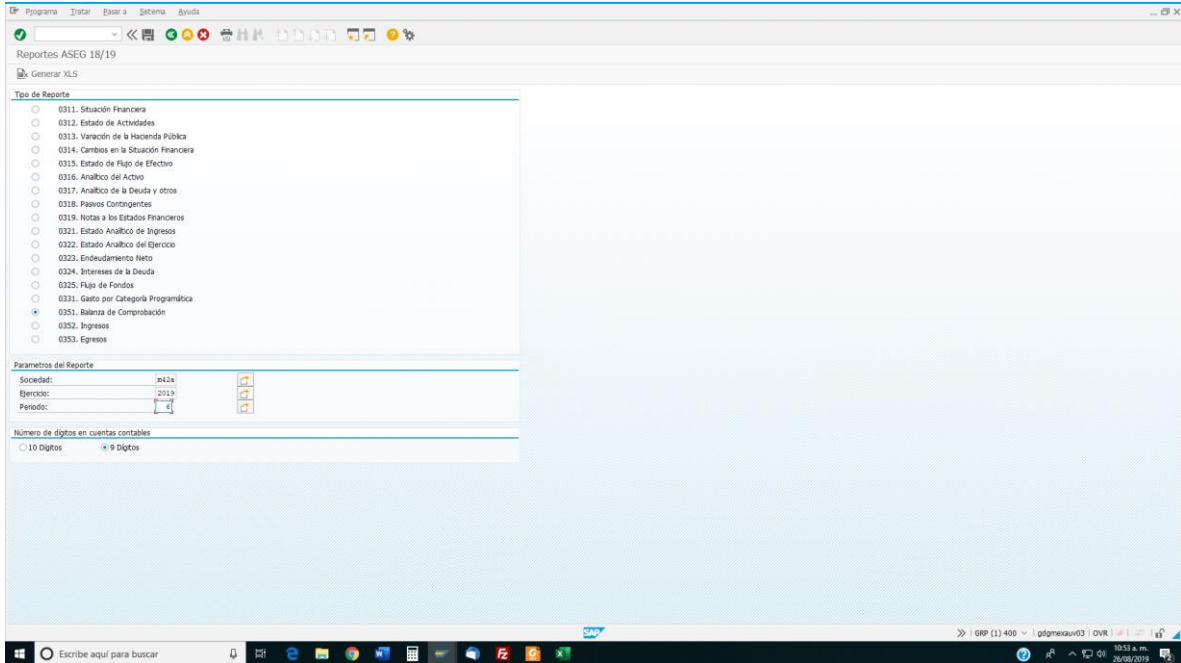 Programa Tratar Pasar a Sistema Ayuda
Reportes ASEG 18/19
Generar XLS
Tipo de Reporte
0311. Situación Financiera
0312. Estado de Actividades
0313. Variación de la Hacienda Pública
0314. Cambios en la Situación Financiera
0315. Estado de Flujo de Efectivo
0316. Analítico del Activo
0317. Analítico de la Deuda y otros
0318. Pasivos Contingentes
0319. Notas a los Estados Financieros
0321. Estado Analítico de Ingresos
0322. Estado Analítico del Ejercicio
0323. Endeudamiento Neto
0324. Intereses de la Deuda
0325. Flujo de Fondos
0331. Gasto por Categoría Programática
0351. Balanza de Comprobación
0352. Ingresos
0353. Egresos
Parametros del Reporte
Sociedad: m42m
Ejercicio: 2019
Periodo: 6
Número de dígitos en cuentas contables
10 Dígitos 9 Dígitos
SAP
GRP (1) 400 gdgmexauv03 OVR
Escribe aquí para buscar
10:53 a. m.
26/08/2019